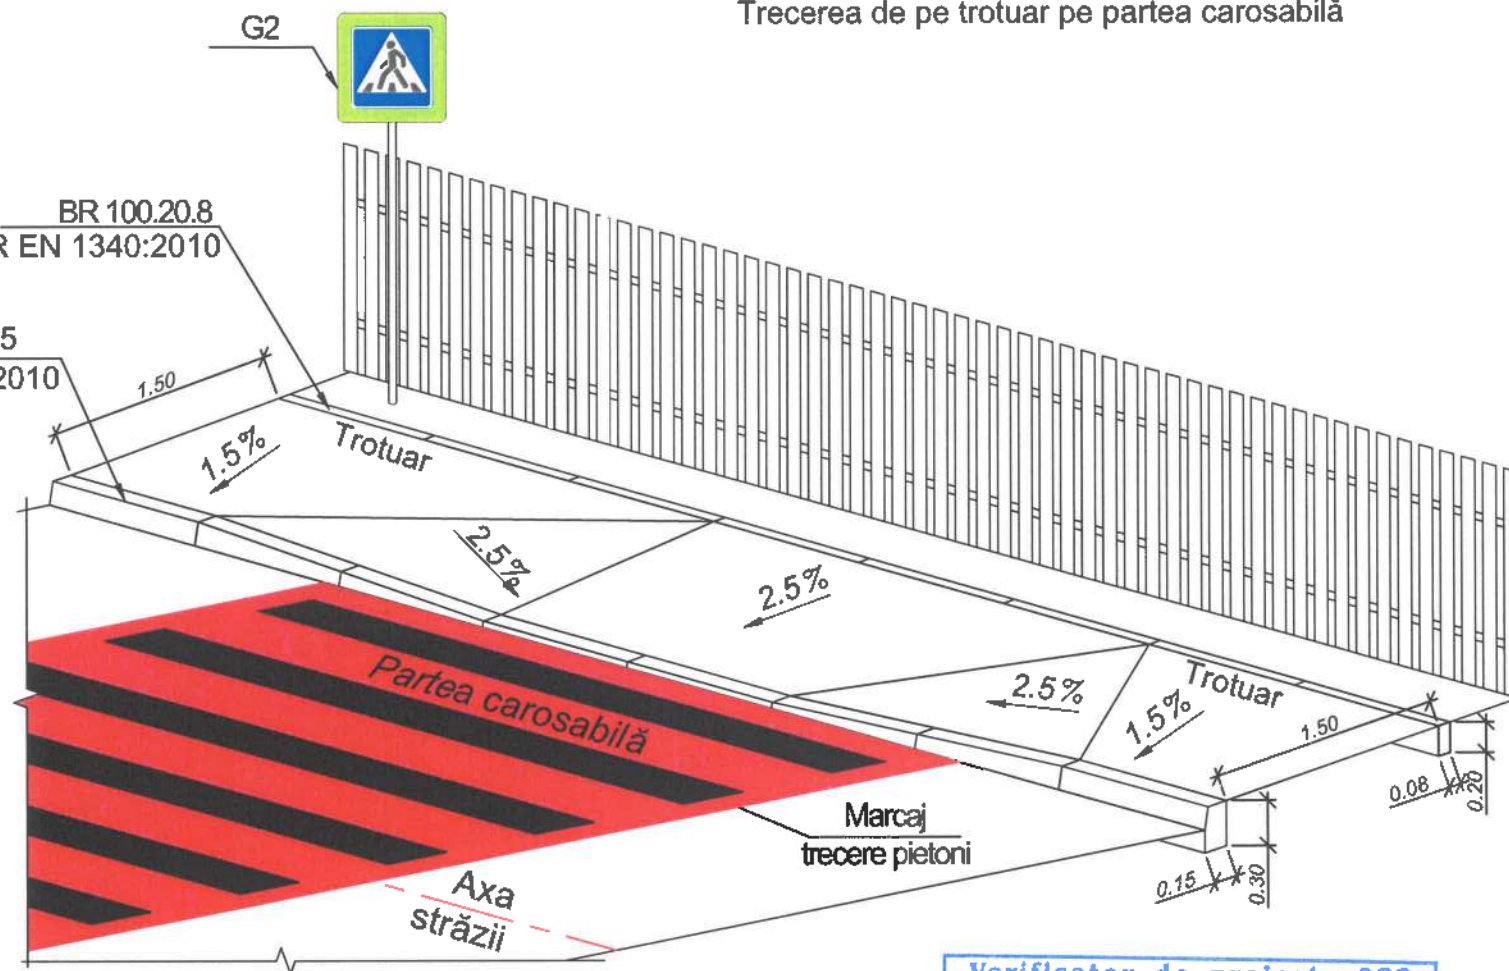 Trecerea de pe trotuar pe partea carosabilă
G2
BR 100.20.8
R EN 1340:2010
5
2010
1.50
Trotuar
1.5%
2.5%
2.5%
2.5%
Trotuar
1.5%
1.50
Partea carosabilă
0.08
0.20
Marcaj
trecere pietoni
0.15
0.30
Axa
străzii